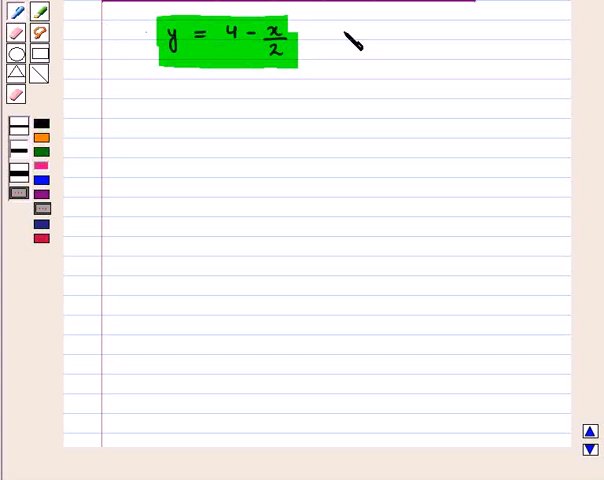 y = 4 - x/2